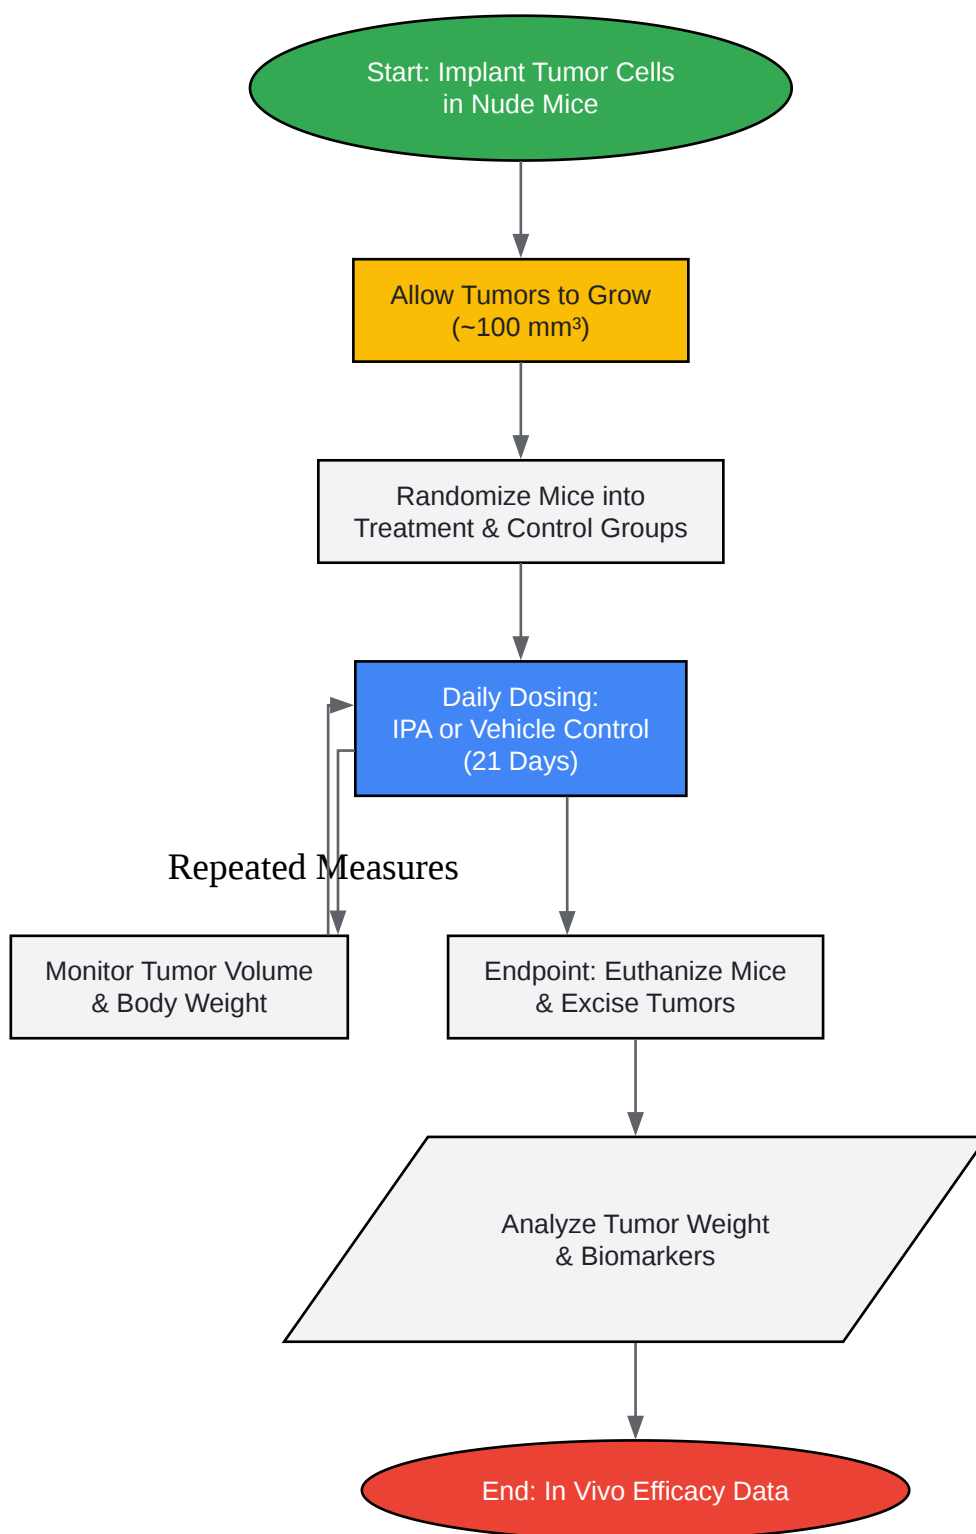 Start: Implant Tumor Cells
in Nude Mice
Allow Tumors to Grow
(~100 mm³)
Randomize Mice into
Treatment & Control Groups
Daily Dosing:
IPA or Vehicle Control
(21 Days)
Repeated Measures
Monitor Tumor Volume
& Body Weight
Endpoint: Euthanize Mice
& Excise Tumors
Analyze Tumor Weight
& Biomarkers
End: In Vivo Efficacy Data